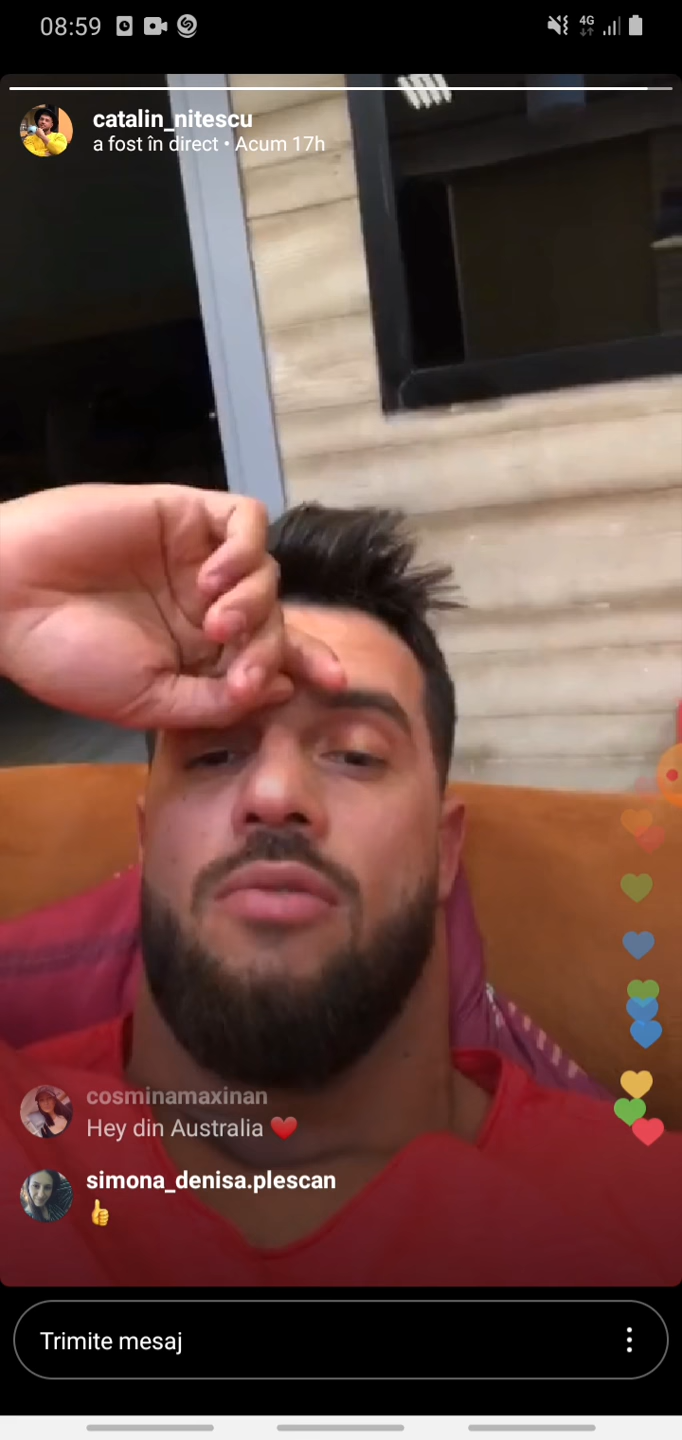 08:59
4G
catalin_nitescu
a fost în direct • Acum 17h
cosminamaxinan
Hey din Australia ❤️
simona_denisa.plescan
👍
Trimite mesaj